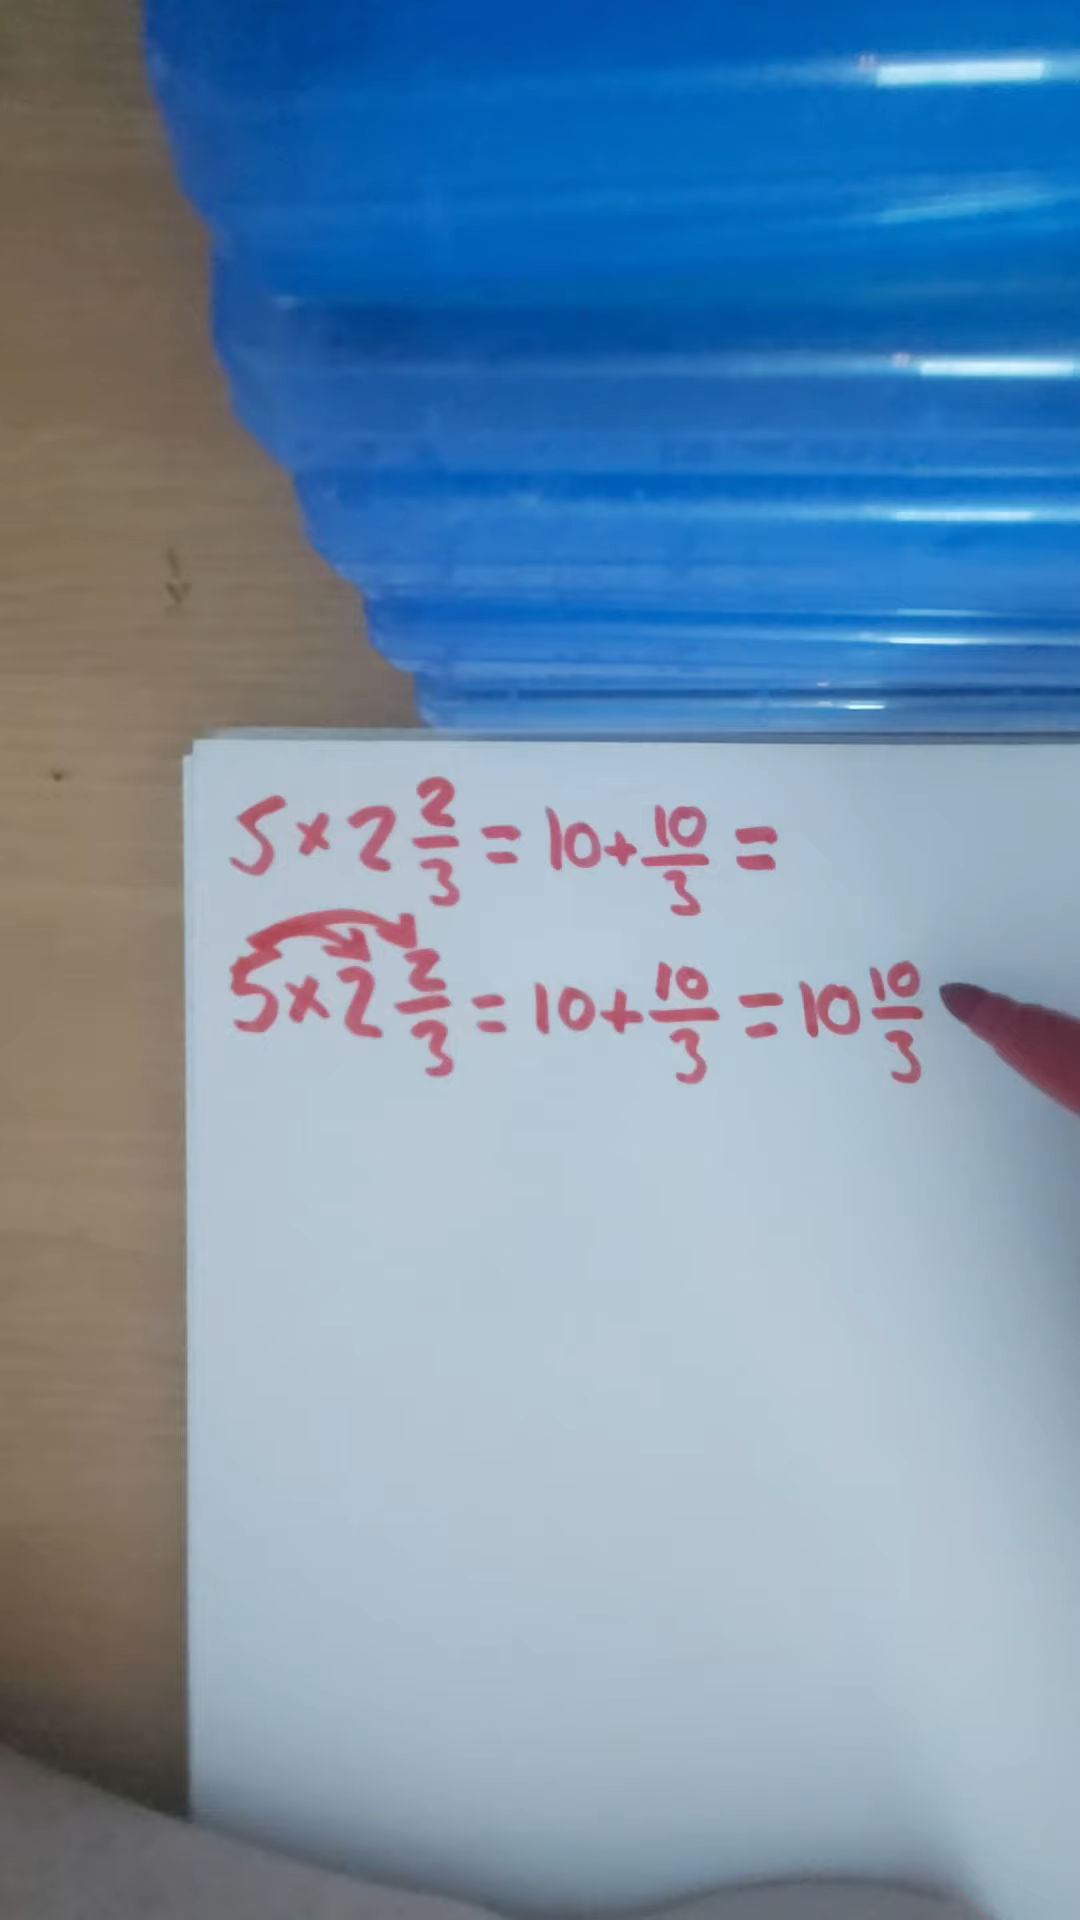 5 × 2 2/3 = 10 + 10/3 =
5 × 2 2/3 = 10 + 10/3 = 10 10/3